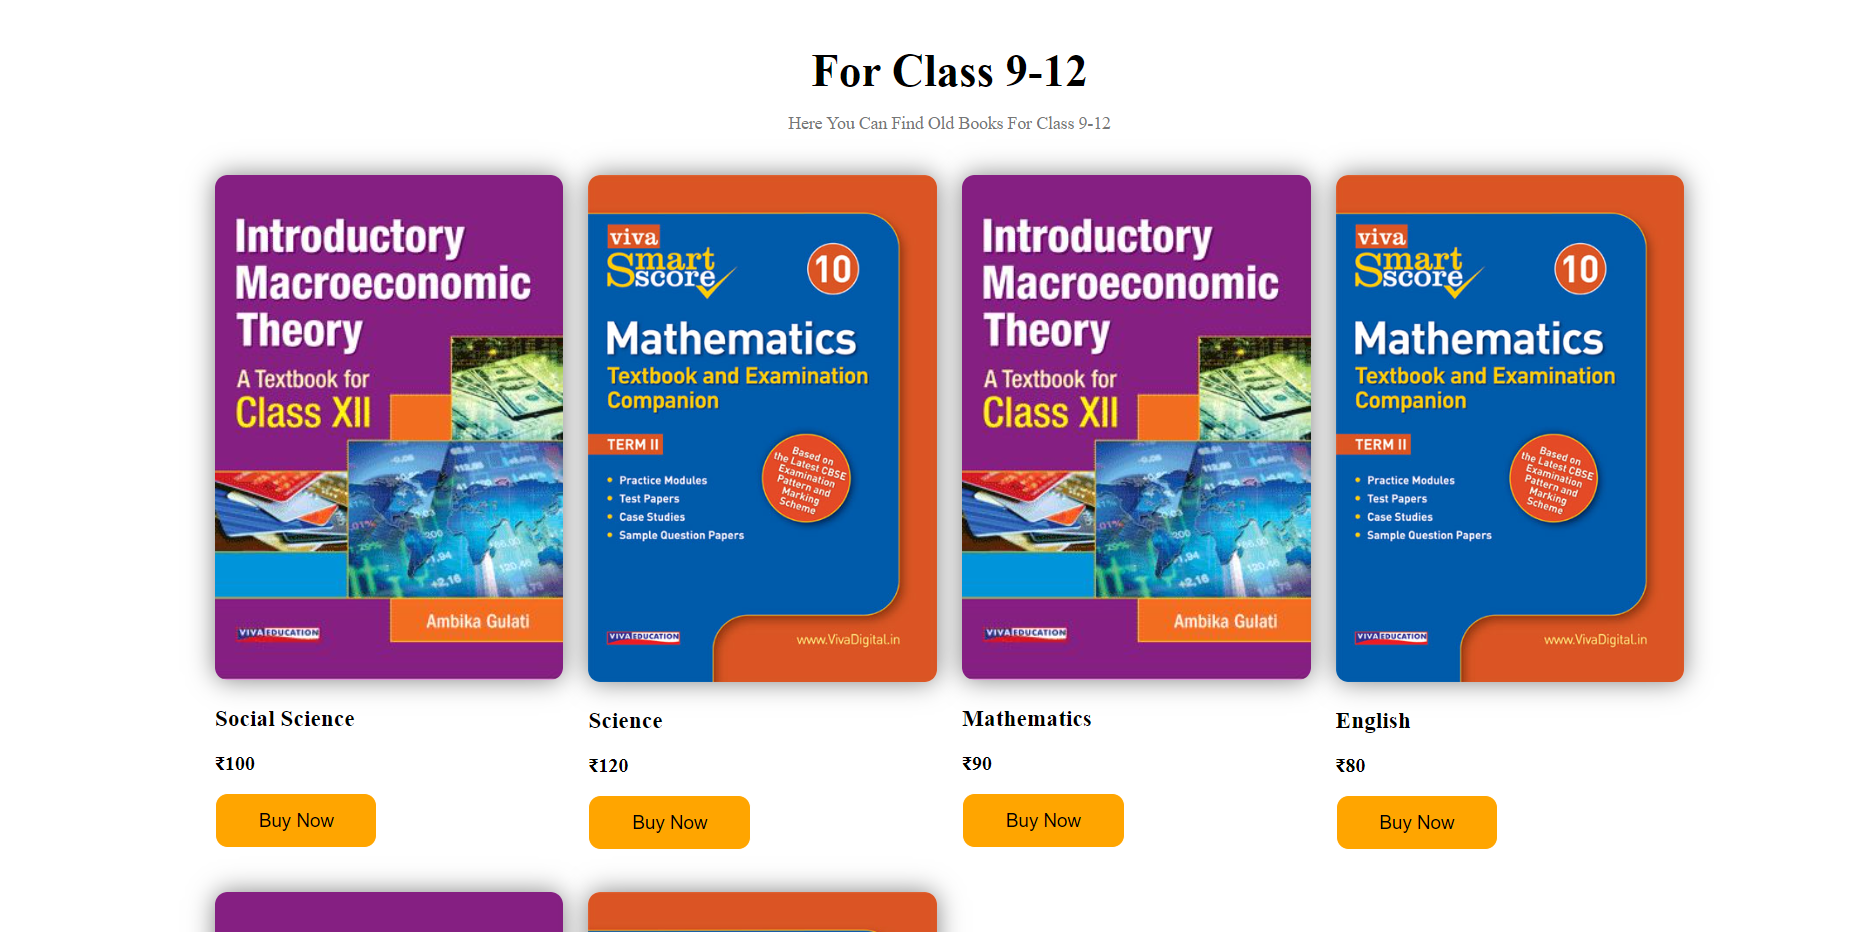 For Class 9-12
Here You Can Find Old Books For Class 9-12
Introductory
Macroeconomic
Theory
A Textbook for
Class XII
Ambika Gulati
VIVA EDUCATION
Social Science
₹100
Buy Now
viva
Smart
score
10
Mathematics
Textbook and Examination
Companion
TERM II
Based on
the Latest CBSE
Examination
Pattern and
Marking
Scheme
• Practice Modules
• Test Papers
• Case Studies
• Sample Question Papers
VIVA EDUCATION
www.VivaDigital.in
Science
₹120
Buy Now
Introductory
Macroeconomic
Theory
A Textbook for
Class XII
Ambika Gulati
VIVA EDUCATION
Mathematics
₹90
Buy Now
viva
Smart
score
10
Mathematics
Textbook and Examination
Companion
TERM II
Based on
the Latest CBSE
Examination
Pattern and
Marking
Scheme
• Practice Modules
• Test Papers
• Case Studies
• Sample Question Papers
VIVA EDUCATION
www.VivaDigital.in
English
₹80
Buy Now